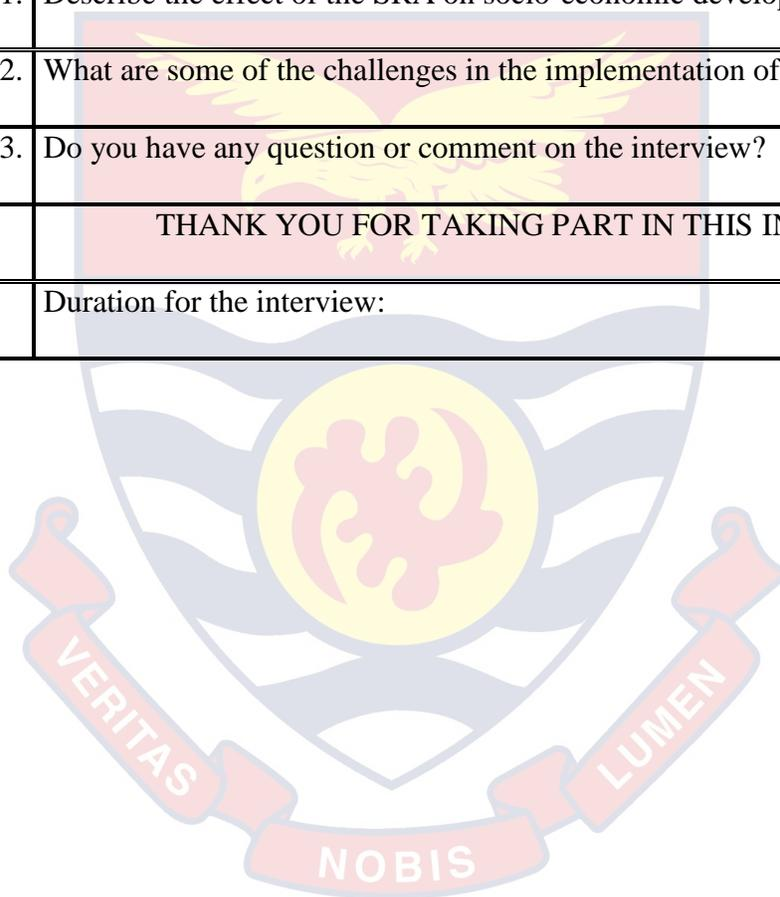 1. Describe the effect of the SRA on socio-economic
2. What are some of the challenges in the implementation of
3. Do you have any question or comment on the interview?
THANK YOU FOR TAKING PART IN THIS
Duration for the interview:
VERITAS
NOBIS
LUMEN